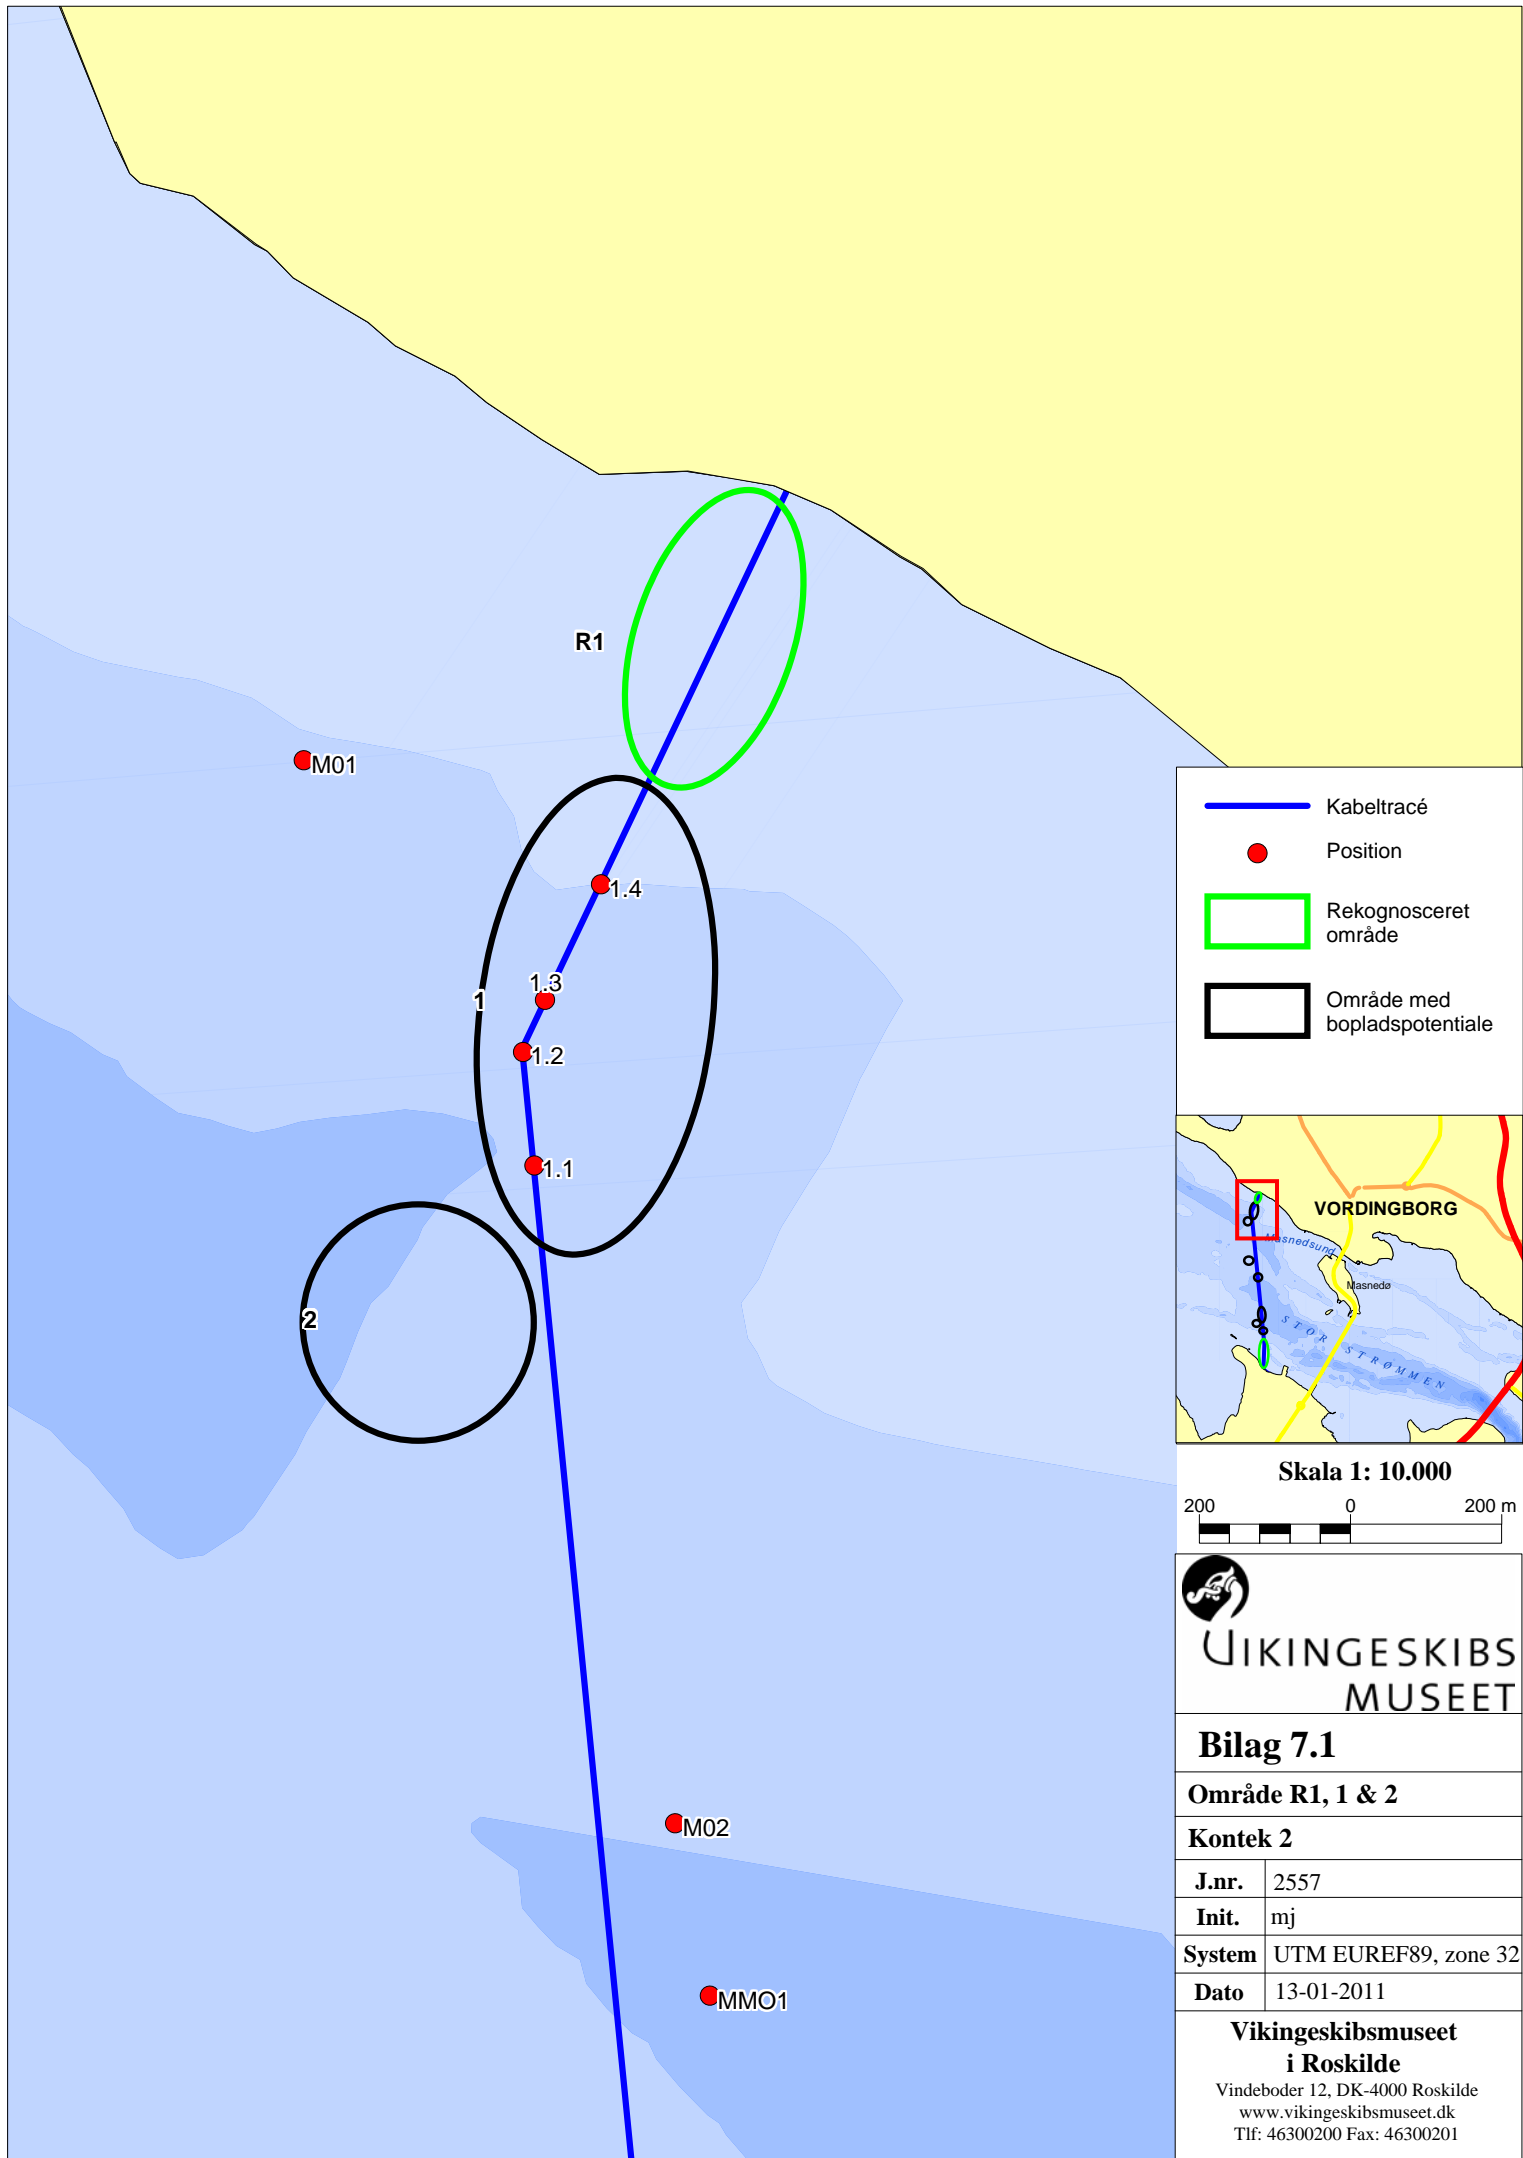 R1
M01
1.4
1.3
1
1.2
1.1
2
M02
MMO1
Kabeltracé
Position
Rekognosceret
område
Område med
bopladspotentiale
VORDINGBORG
Masnedsund
Masnedø
STOR STRØMMEN
Skala 1: 10.000
200 0 200 m
VIKINGESKIBS
MUSEET
Bilag 7.1
Område R1, 1 & 2
Kontek 2
J.nr. 2557
Init. mj
System UTM EUREF89, zone 32
Dato 13-01-2011
Vikingeskibsmuseet
i Roskilde
Vindeboder 12, DK-4000 Roskilde
www.vikingeskibsmuseet.dk
Tlf: 46300200 Fax: 46300201